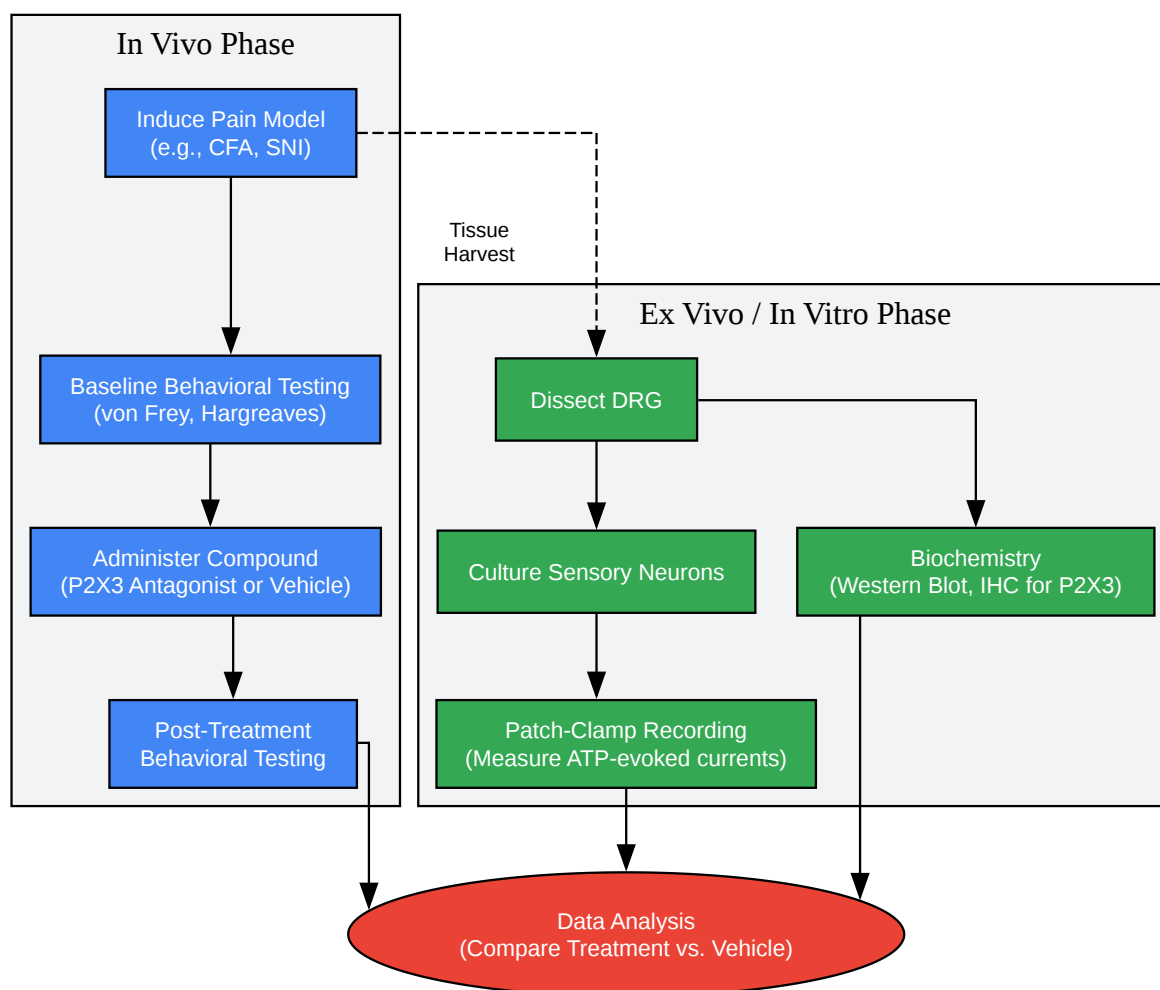 In Vivo Phase
Induce Pain Model
(e.g., CFA, SNI)
Baseline Behavioral Testing
(von Frey, Hargreaves)
Administer Compound
(P2X3 Antagonist or Vehicle)
Post-Treatment
Behavioral Testing
Tissue
Harvest
Ex Vivo / In Vitro Phase
Dissect DRG
Culture Sensory Neurons
Biochemistry
(Western Blot, IHC for P2X3)
Patch-Clamp Recording
(Measure ATP-evoked currents)
Data Analysis
(Compare Treatment vs. Vehicle)